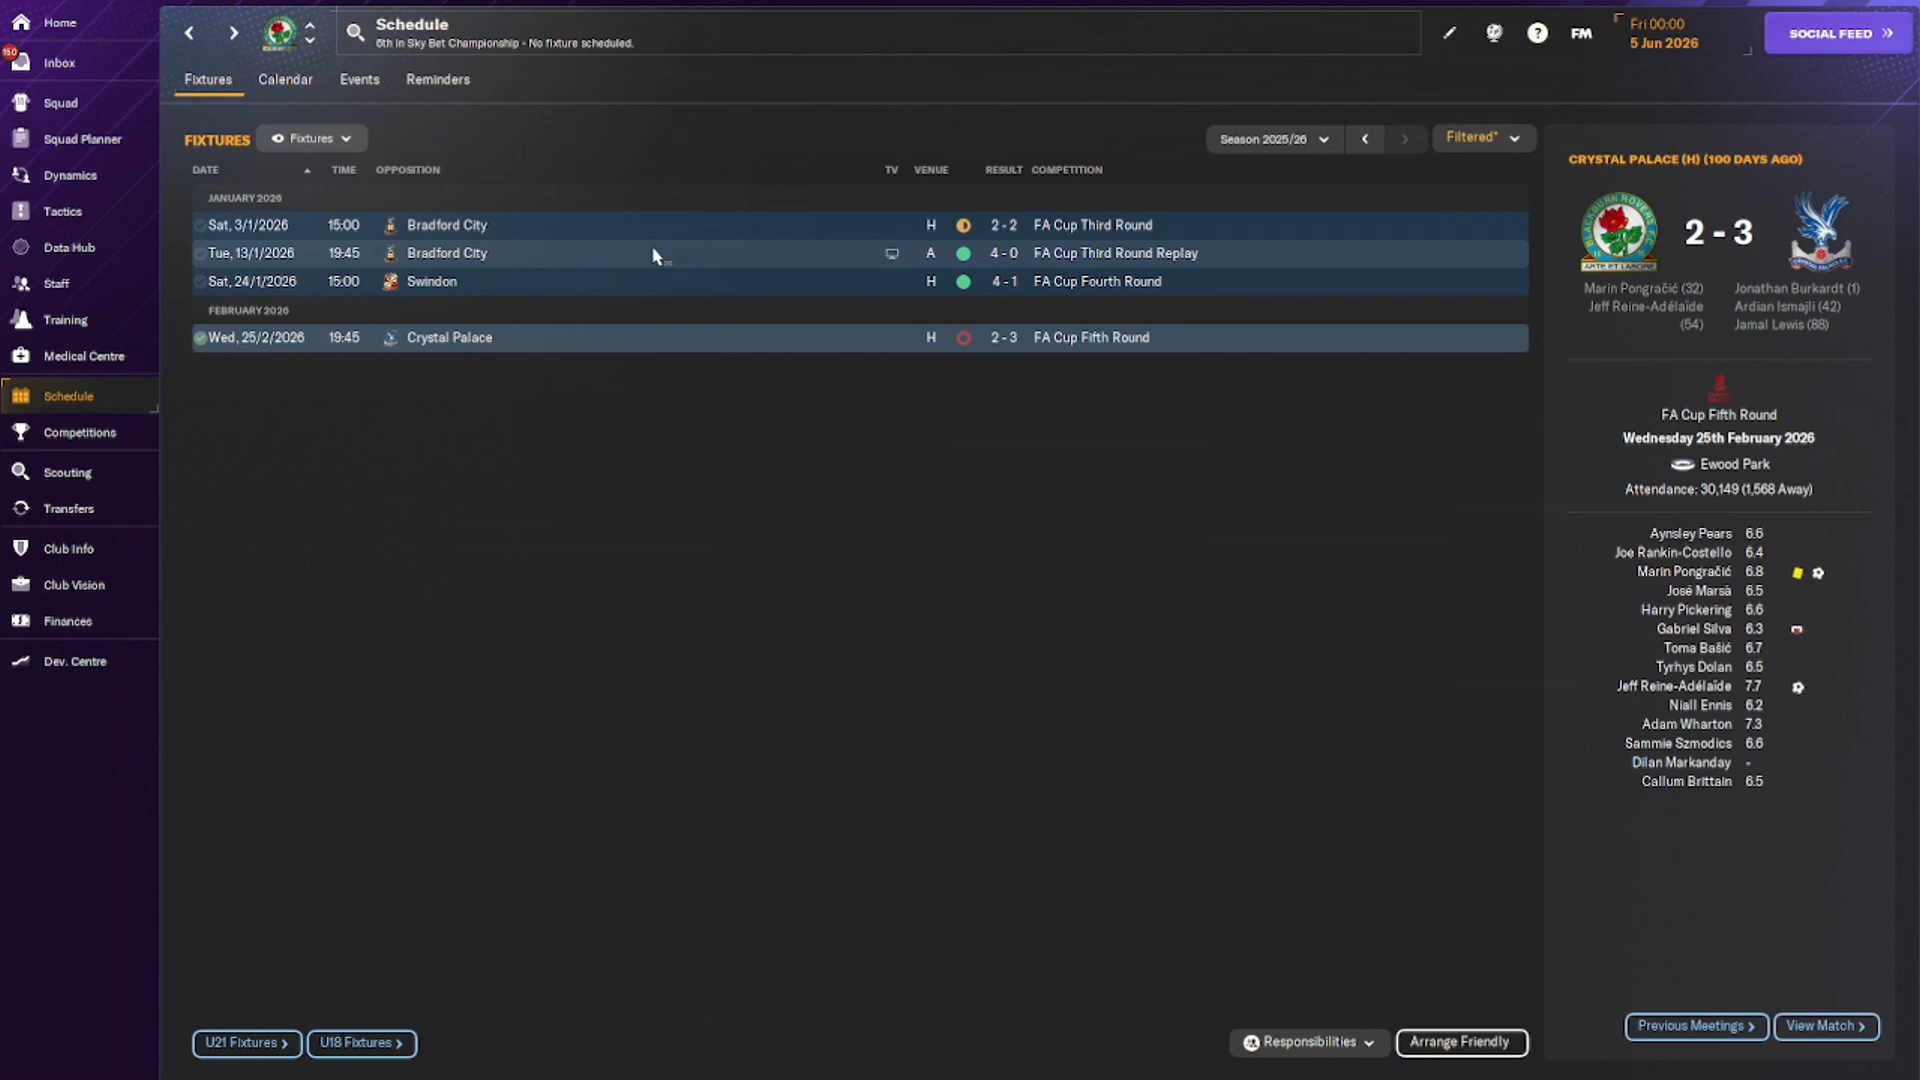 Home
150
Inbox
Squad
Squad Planner
Dynamics
Tactics
Data Hub
Staff
Training
Medical Centre
Schedule
Competitions
Scouting
Transfers
Club Info
Club Vision
Finances
Dev. Centre
Schedule
6th in Sky Bet Championship - No fixture scheduled.
FM
Fri 00:00
5 Jun 2026
SOCIAL FEED
Fixtures Calendar Events Reminders
FIXTURES Fixtures Season 2025/26 Filtered*
DATE TIME OPPOSITION TV VENUE RESULT COMPETITION
JANUARY 2026
Sat, 3/1/2026 15:00 Bradford City H 2 - 2 FA Cup Third Round
Tue, 13/1/2026 19:45 Bradford City A 4 - 0 FA Cup Third Round Replay
Sat, 24/1/2026 15:00 Swindon H 4 - 1 FA Cup Fourth Round
FEBRUARY 2026
Wed, 25/2/2026 19:45 Crystal Palace H 2 - 3 FA Cup Fifth Round
CRYSTAL PALACE (H) (100 DAYS AGO)
BLACKBURN ROVERS F.C.
ARTE ET LABORE
2 - 3
Marin Pongračić (32) Jonathan Burkardt (1)
Jeff Reine-Adélaïde Ardian Ismajli (42)
(54) Jamal Lewis (88)
FA Cup Fifth Round
Wednesday 25th February 2026
Ewood Park
Attendance: 30,149 (1,568 Away)
Aynsley Pears 6.6
Joe Rankin-Costello 6.4
Marin Pongračić 6.8
José Marsà 6.5
Harry Pickering 6.6
Gabriel Silva 6.3
Toma Bašić 6.7
Tyrhys Dolan 6.5
Jeff Reine-Adélaïde 7.7
Niall Ennis 6.2
Adam Wharton 7.3
Sammie Szmodics 6.6
Dilan Markanday -
Callum Brittain 6.5
U21 Fixtures U18 Fixtures Responsibilities Arrange Friendly
Previous Meetings View Match